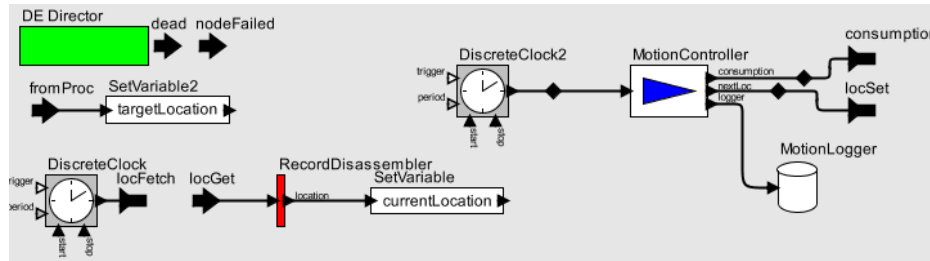 DE Director
dead
nodeFailed
consumption
DiscreteClock2
MotionController
trigger
period
start
stop
consumption
nextLoc
logger
locSet
fromProc
SetVariable2
targetLocation
MotionLogger
DiscreteClock
locFetch
locGet
RecordDisassembler
SetVariable
trigger
period
start
stop
location
currentLocation